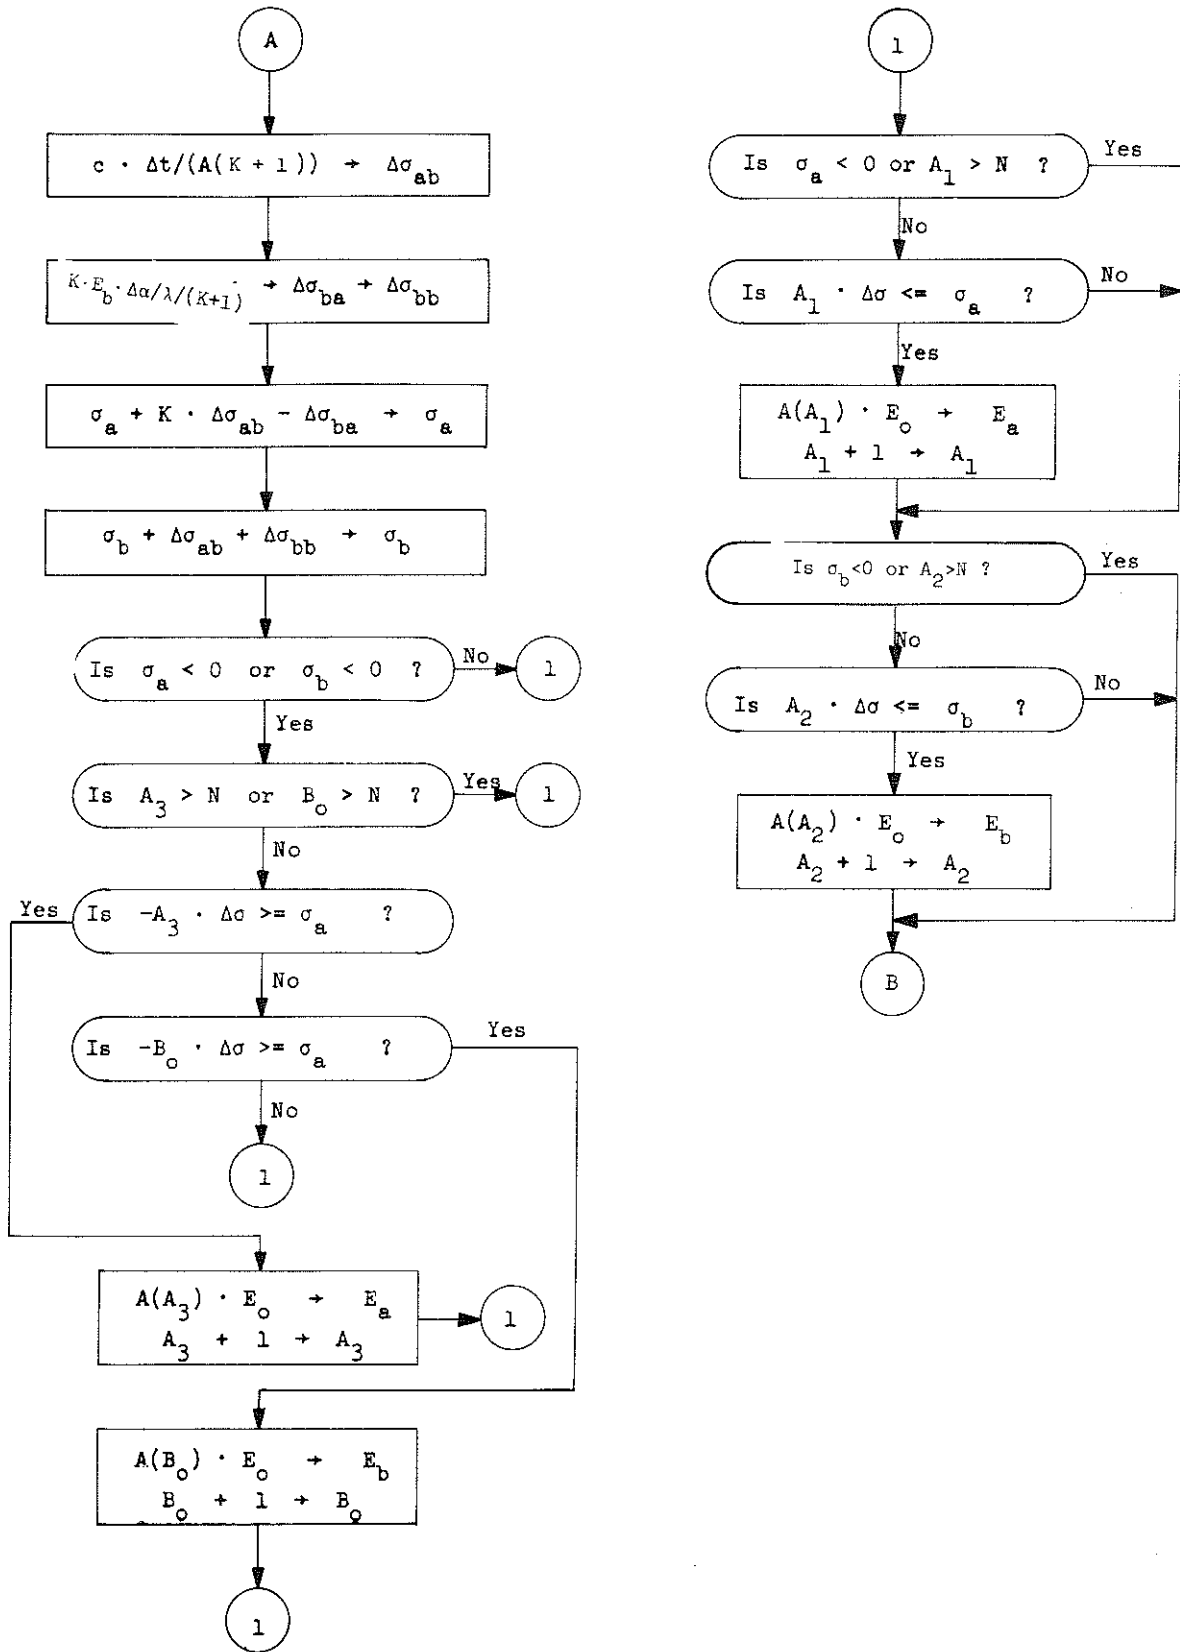 A
c · Δt/(A(K + 1)) → Δσab
K·Eb·Δα/λ/(K+1) → Δσba → Δσbb
σa + K · Δσab - Δσba → σa
σb + Δσab + Δσbb → σb
Is σa < 0 or σb < 0 ?
No
1
Yes
Is A3 > N or Bo > N ?
Yes
1
No
Yes
Is -A3 · Δσ >= σa ?
No
Is -Bo · Δσ >= σa ?
Yes
No
1
A(A3) · Eo → Ea
A3 + 1 → A3
1
A(Bo) · Eo → Eb
Bo + 1 → Bo
1
1
Is σa < 0 or A1 > N ?
Yes
No
Is A1 · Δσ <= σa ?
No
Yes
A(A1) · Eo → Ea
A1 + 1 → A1
Is σb<0 or A2>N ?
Yes
No
Is A2 · Δσ <= σb ?
No
Yes
A(A2) · Eo → Eb
A2 + 1 → A2
B